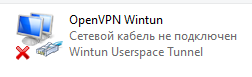 OpenVPN Wintun
Сетевой кабель не подключен
Wintun Userspace Tunnel